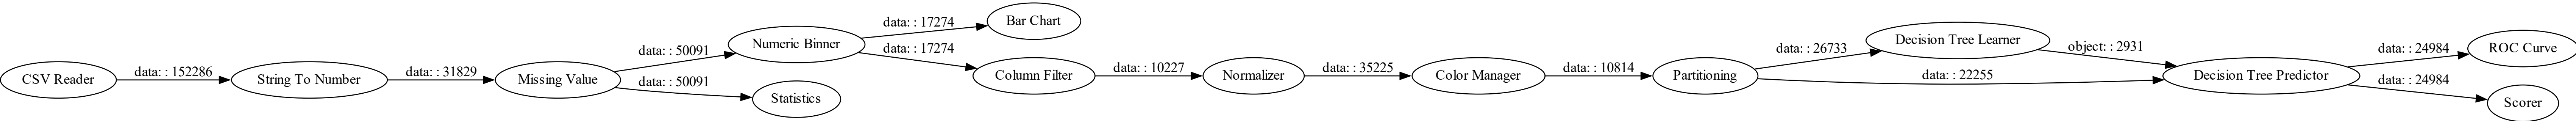 CSV Reader
data: : 152286
String To Number
data: : 31829
Missing Value
data: : 50091
data: : 50091
Numeric Binner
Statistics
data: : 17274
data: : 17274
Bar Chart
Column Filter
data: : 10227
Normalizer
data: : 35225
Color Manager
data: : 10814
Partitioning
data: : 26733
data: : 22255
Decision Tree Learner
object: : 2931
Decision Tree Predictor
data: : 24984
data: : 24984
ROC Curve
Scorer